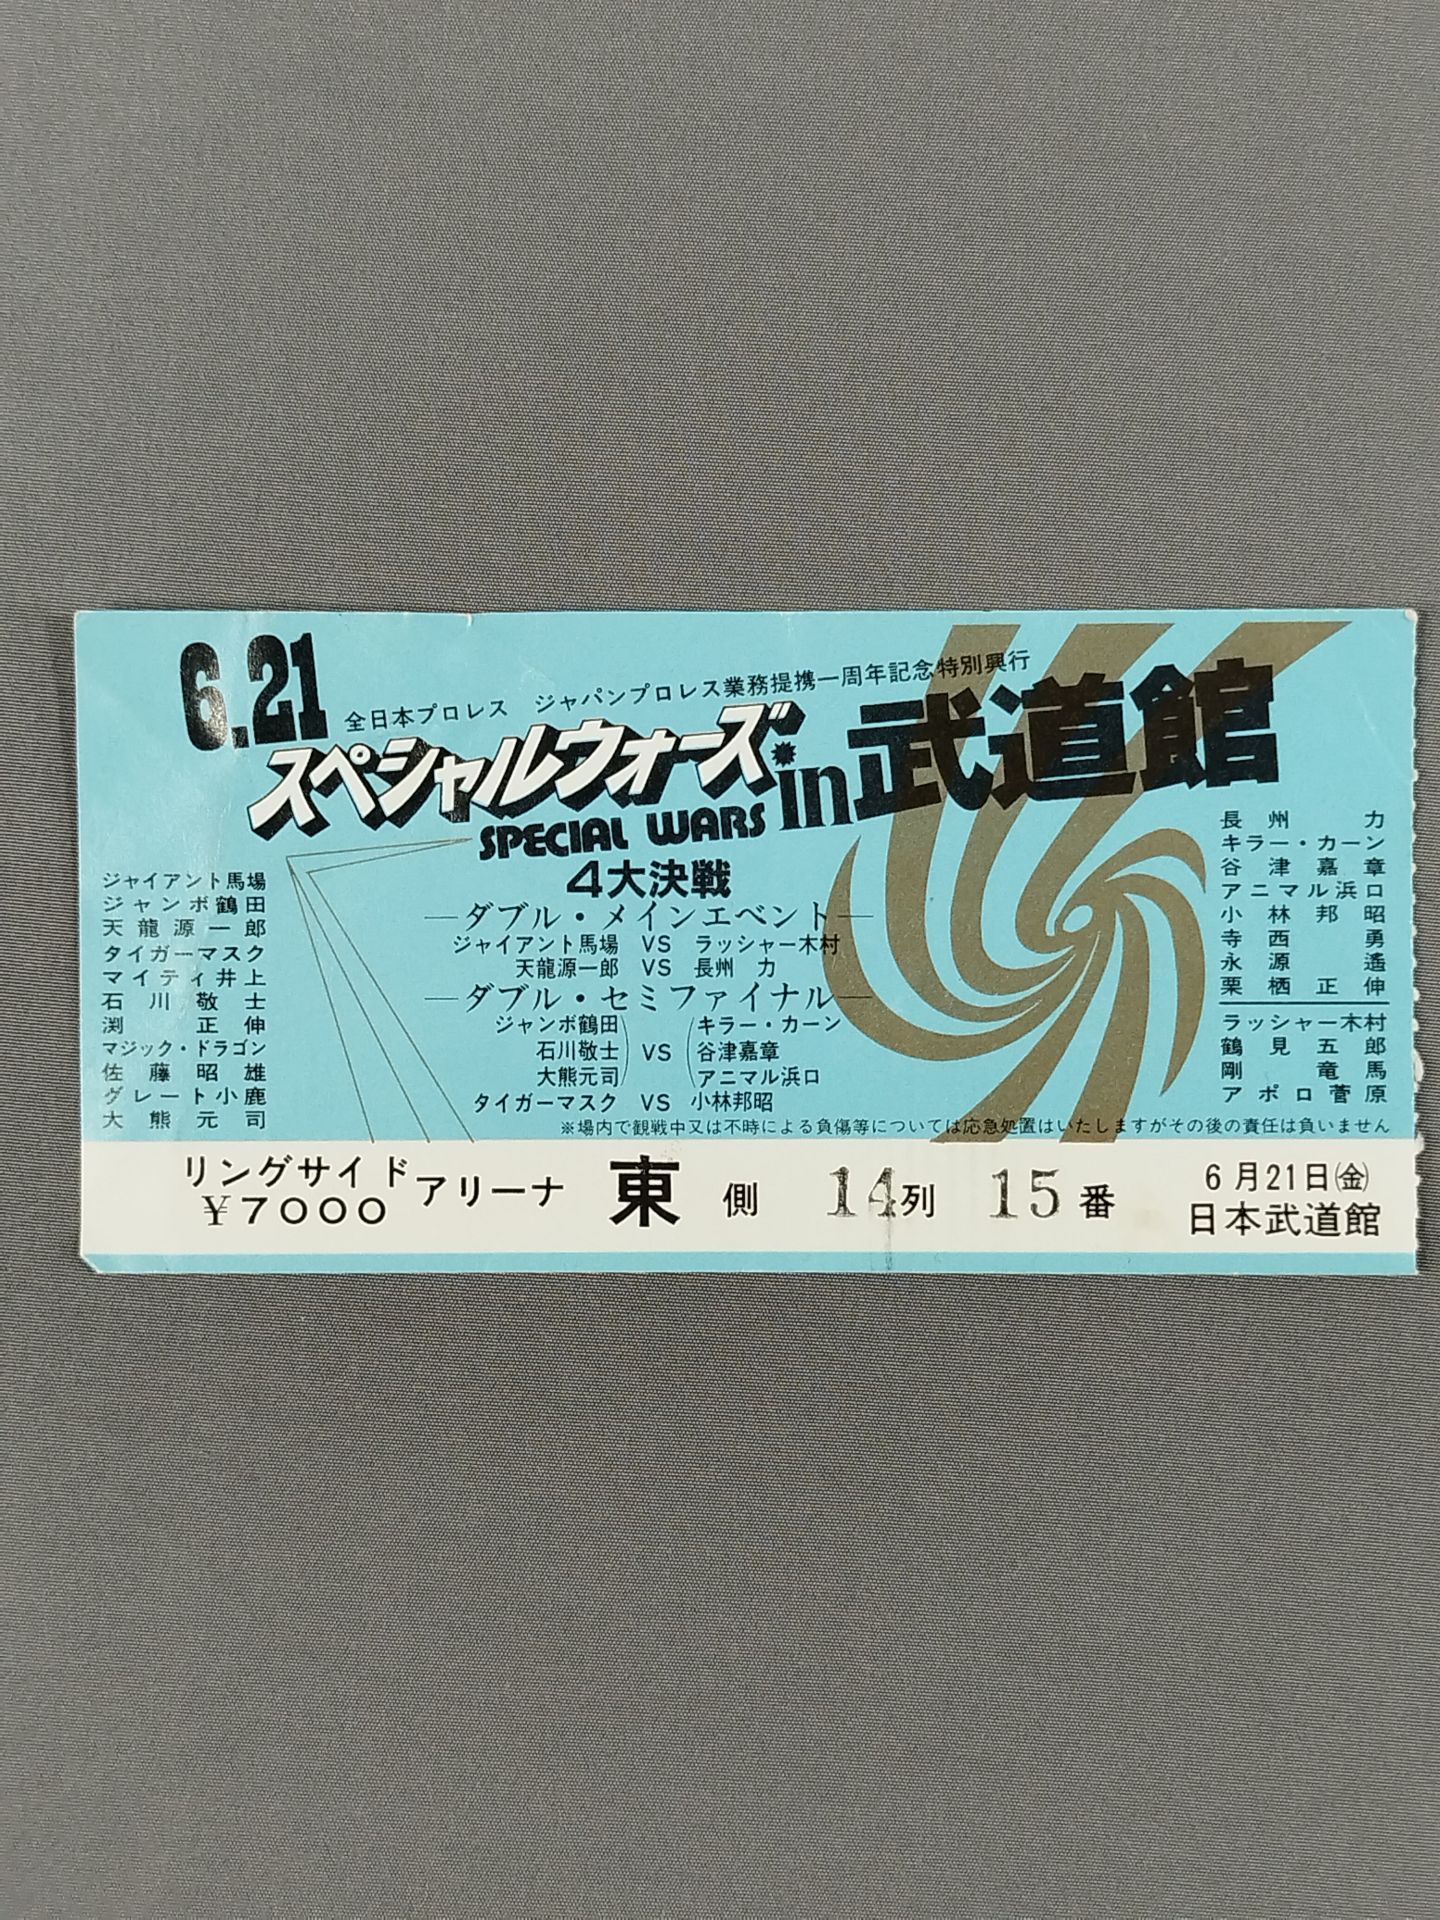 6.21
全日本プロレス ジャパンプロレス業務提携一周年記念特別興行
スペシャルウォーズ in 武道館
SPECIAL WARS
4大決戦
ジャイアント馬場
ジャンボ鶴田
天龍源一郎
タイガーマスク
マイティ井上
石川敬士
渕正伸
マジック・ドラゴン
佐藤昭雄
グレート小鹿
大熊元司
―ダブル・メインエベント―
ジャイアント馬場 VS ラッシャー木村
天龍源一郎 VS 長州 力
―ダブル・セミファイナル―
ジャンボ鶴田 キラー・カーン
石川敬士 VS 谷津嘉章
大熊元司 アニマル浜口
タイガーマスク VS 小林邦昭
長州 力
キラー・カーン
谷津嘉章
アニマル浜口
小林邦昭
寺西勇
永源遙
栗栖正伸
ラッシャー木村
鶴見五郎
剛竜馬
アポロ菅原
※場内で観戦中又は不時による負傷等については応急処置はいたしますがその後の責任は負いません
リングサイド アリーナ 東 側 14列 15番
¥7000
6月21日㈮
日本武道館